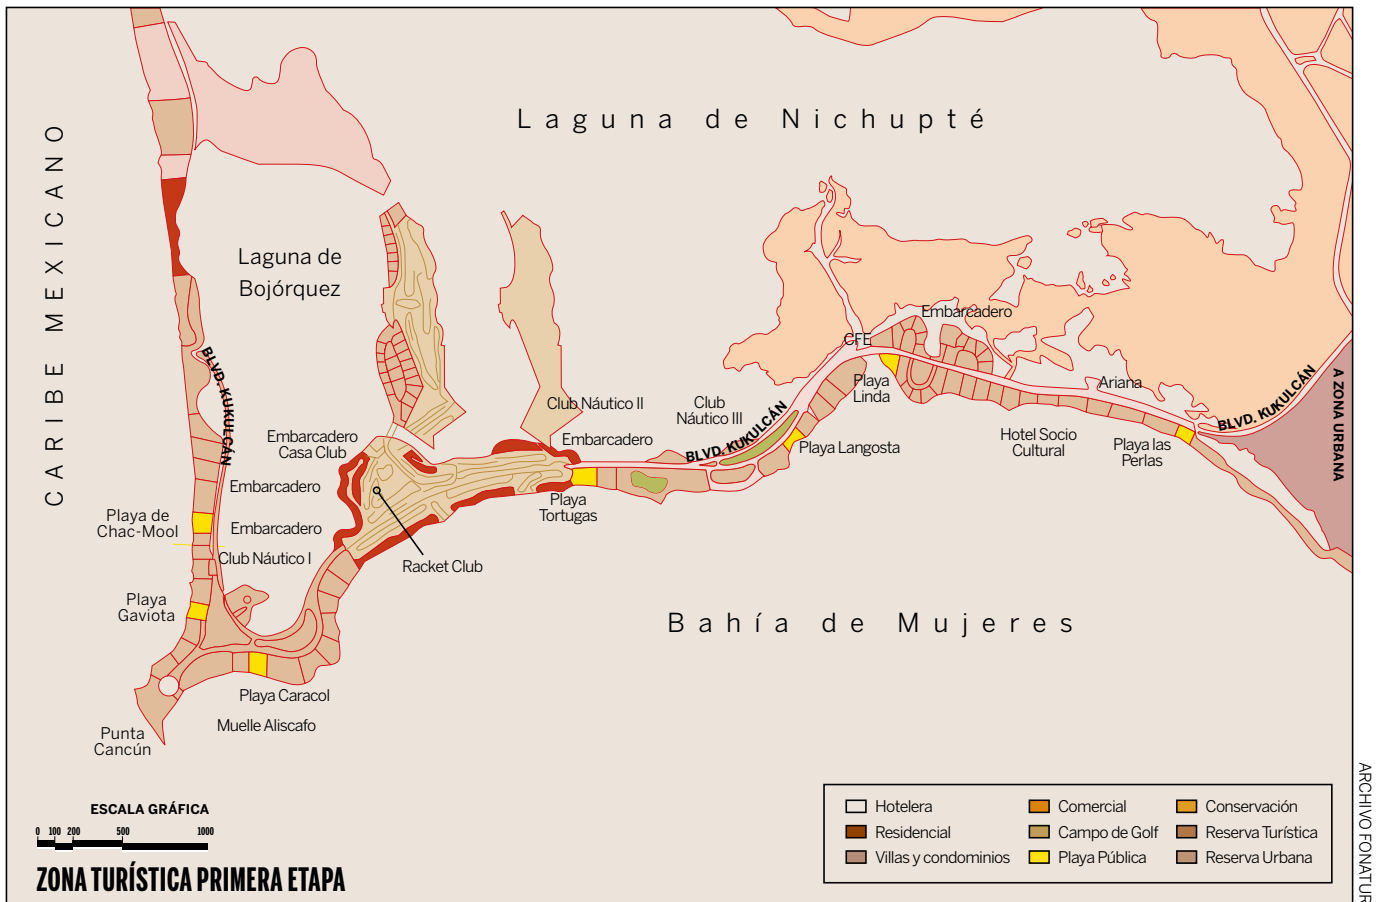 Laguna de Nichupté
CARIBE MEXICANO
Laguna de
Bojórquez
BLVD. KUKULCÁN
Embarcadero
CFE
Playa
Linda
Ariana
Club Náutico II
Club
Náutico III
BLVD. KUKULCÁN
BLVD. KUKULCÁN
A ZONA URBANA
Embarcadero
Casa Club
Embarcadero
Playa Langosta
Hotel Socio
Cultural
Playa las
Perlas
Embarcadero
Playa
Tortugas
Playa de
Chac-Mool
Embarcadero
Club Náutico I
Racket Club
Playa
Gaviota
Bahía de Mujeres
Playa Caracol
Muelle Aliscafo
Punta
Cancún
ESCALA GRÁFICA
0 100 200 500 1000
ZONA TURÍSTICA PRIMERA ETAPA
Hotelera
Residencial
Villas y condominios
Comercial
Campo de Golf
Playa Pública
Conservación
Reserva Turística
Reserva Urbana
ARCHIVO FONATUR